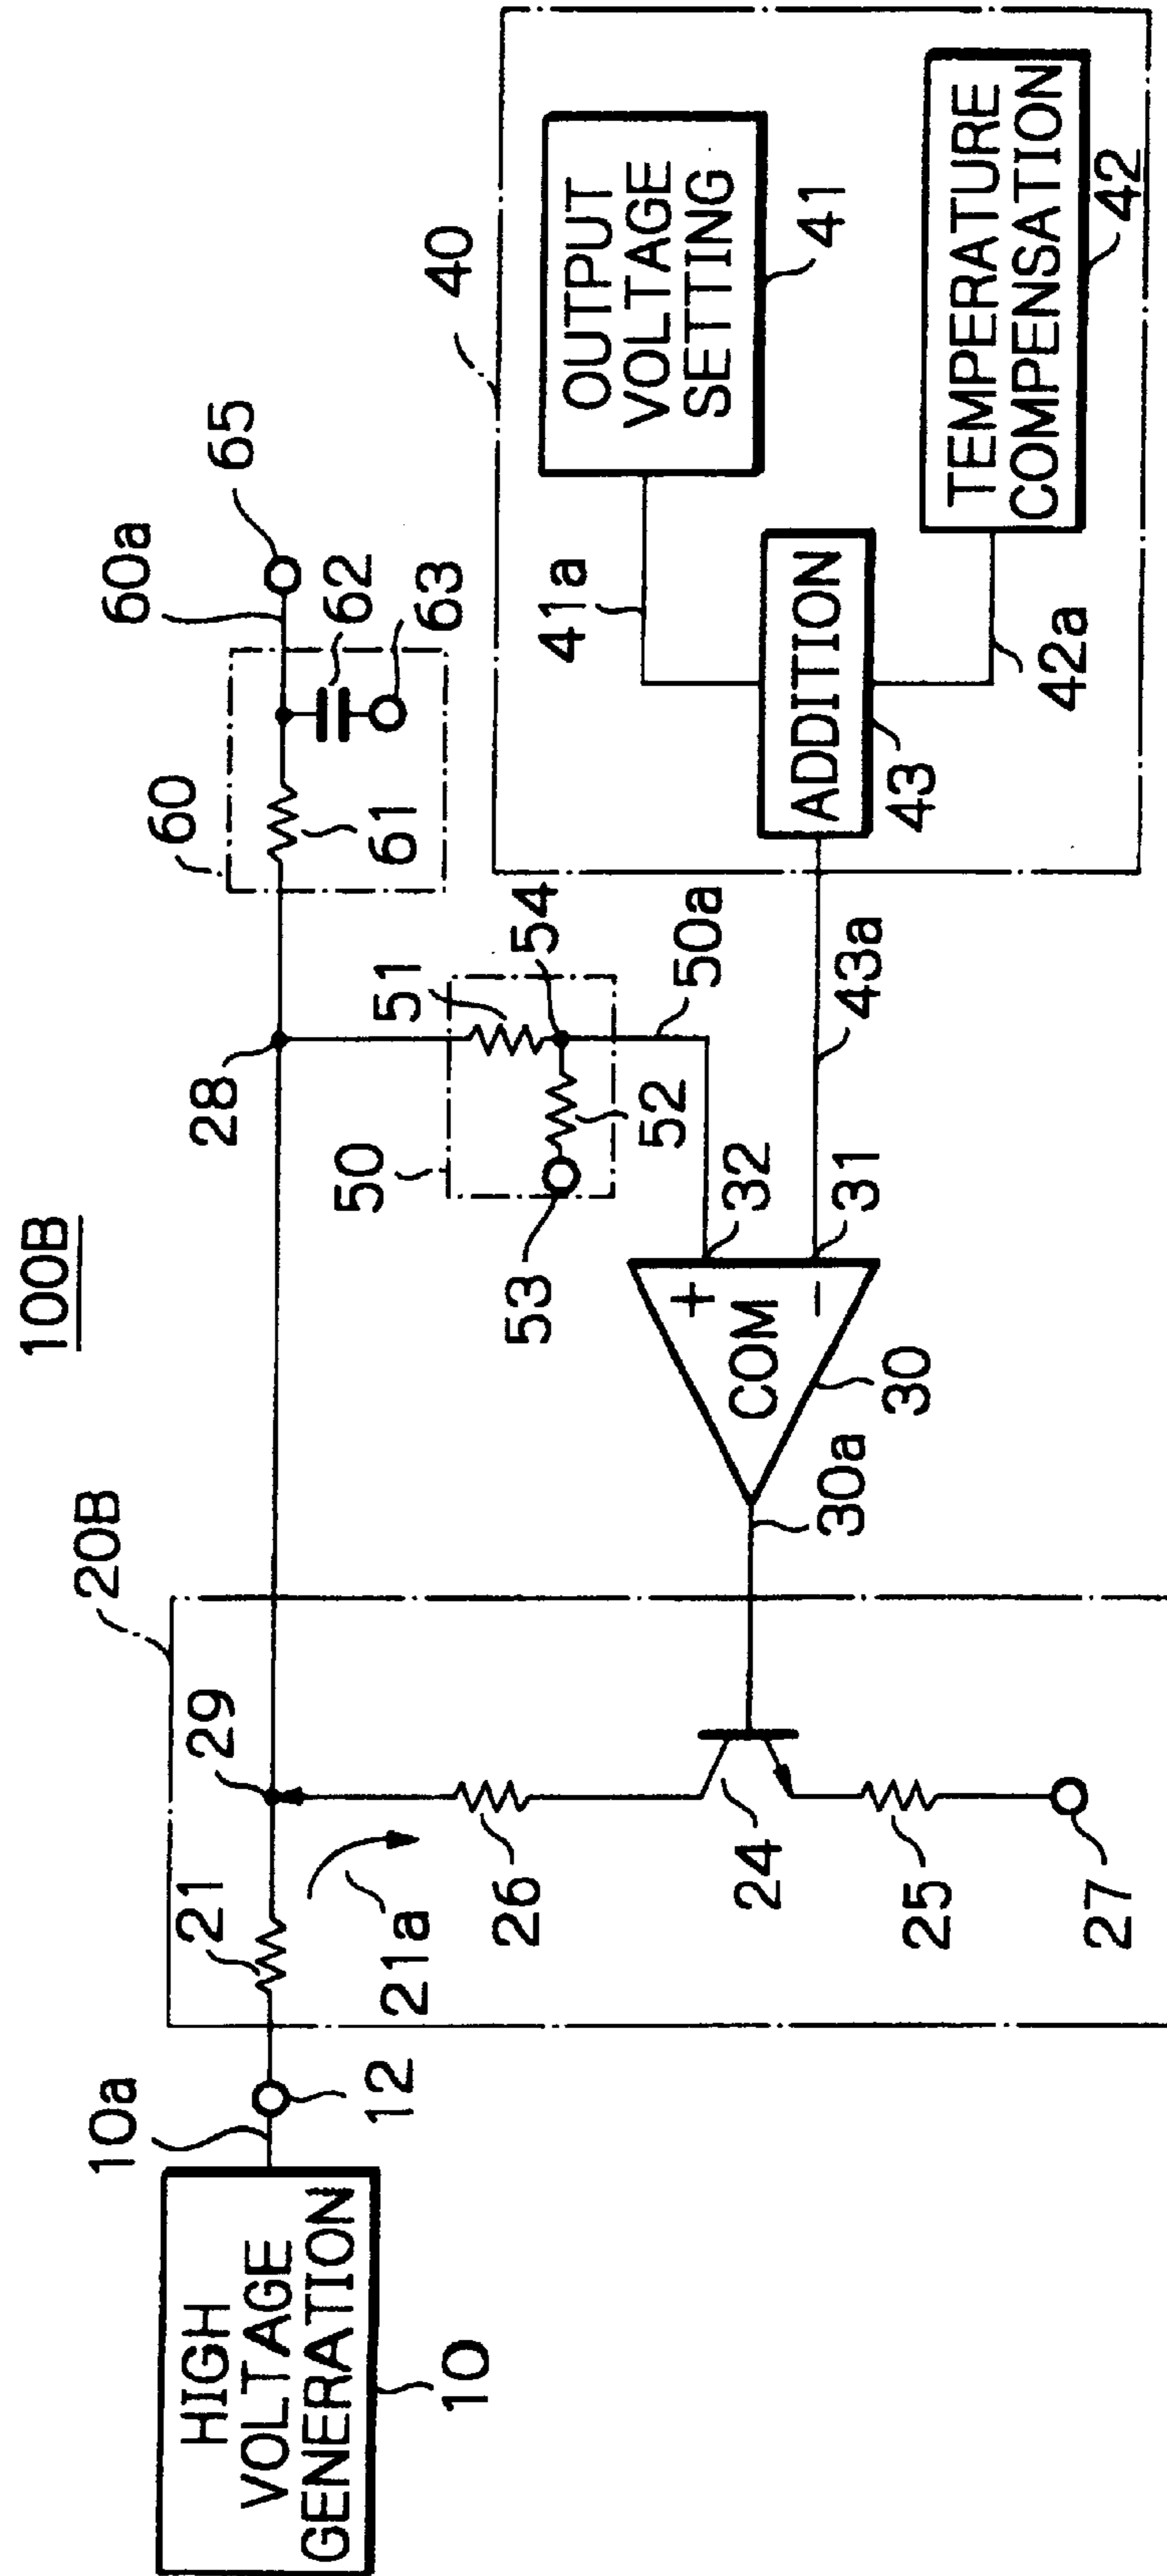 100B
20B
10a
12
HIGH
VOLTAGE
GENERATION
10
21
21a
29
26
24
25
27
28
30a
COM
+
−
30
32
31
50
51
52
53
54
50a
43a
60
61
62
63
60a
65
40
41a
OUTPUT
VOLTAGE
SETTING
41
ADDITION
43
42a
TEMPERATURE
COMPENSATION
42